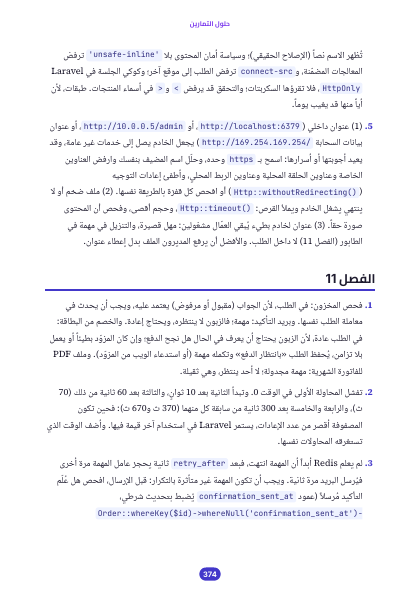 حلول التمارين
تُظهر الاسم نصاً (الإصلاح الحقيقي)؛ وسياسة أمان المحتوى بلا 'unsafe-inline' ترفض
المعالجات المضمّنة، و connect-src ترفض الطلب إلى موقع آخر؛ وكوكي الجلسة في Laravel
HttpOnly ، فلا تقرؤها السكربتات؛ والتحقق قد يرفض > و < في أسماء المنتجات. طبقات، لأن
أياً منها قد يغيب يوماً.
5. (1) عنوان داخلي ( http://localhost:6379 ، أو http://10.0.0.5/admin ، أو عنوان
بيانات السحابة http://169.254.169.254/ ) يجعل الخادم يصل إلى خدمات غير عامة، وقد
يعيد أجوبتها أو أسرارها: اسمح بـ https وحده، وحلّل اسم المضيف بنفسك وارفض العناوين
الخاصة وعناوين الحلقة المحلية وعناوين الربط المحلي، وأطفئ إعادات التوجيه
( Http::withoutRedirecting() ) أو افحص كل قفزة بالطريقة نفسها. (2) ملف ضخم أو لا
ينتهي يشغل الخادم ويملأ القرص: Http::timeout() ، وحجم أقصى، وفحص أن المحتوى
صورة حقاً. (3) عنوان لخادم بطيء يُبقي العمّال مشغولين: مهل قصيرة، والتنزيل في مهمة في
الطابور (الفصل 11) لا داخل الطلب. والأفضل أن يرفع المديرون الملف بدل إعطاء عنوان.
الفصل 11
1. فحص المخزون: في الطلب، لأن الجواب (مقبول أو مرفوض) يعتمد عليه، ويجب أن يحدث في
معاملة الطلب نفسها. وبريد التأكيد: مهمة؛ فالزبون لا ينتظره، ويحتاج إعادة. والخصم من البطاقة:
في الطلب عادة، لأن الزبون يحتاج أن يعرف في الحال هل نجح الدفع؛ وإن كان المزوّد بطيئاً أو يعمل
بلا تزامن، يُحفظ الطلب «بانتظار الدفع» وتكمله مهمة (أو استدعاء الويب من المزوّد). وملف PDF
للفاتورة الشهرية: مهمة مجدولة؛ لا أحد ينتظر، وهي ثقيلة.
2. تفشل المحاولة الأولى في الوقت 0. وتبدأ الثانية بعد 10 ثوانٍ، والثالثة بعد 60 ثانية من ذلك (70
ث)، والرابعة والخامسة بعد 300 ثانية من سابقة كل منهما (370 ث و670 ث): فحين تكون
المصفوفة أقصر من عدد الإعادات، يستمر Laravel في استخدام آخر قيمة فيها. وأضف الوقت الذي
تستغرقه المحاولات نفسها.
3. لم يعلم Redis أبداً أن المهمة انتهت، فبعد retry_after ثانية يحجز عامل المهمة مرة أخرى
فيُرسل البريد مرة ثانية. ويجب أن تكون المهمة غير متأثرة بالتكرار: قبل الإرسال، افحص هل عُلّم
التأكيد مُرسلاً (عمود confirmation_sent_at يُضبط بتحديث شرطي،
Order::whereKey($id)->whereNull('confirmation_sent_at')-
374